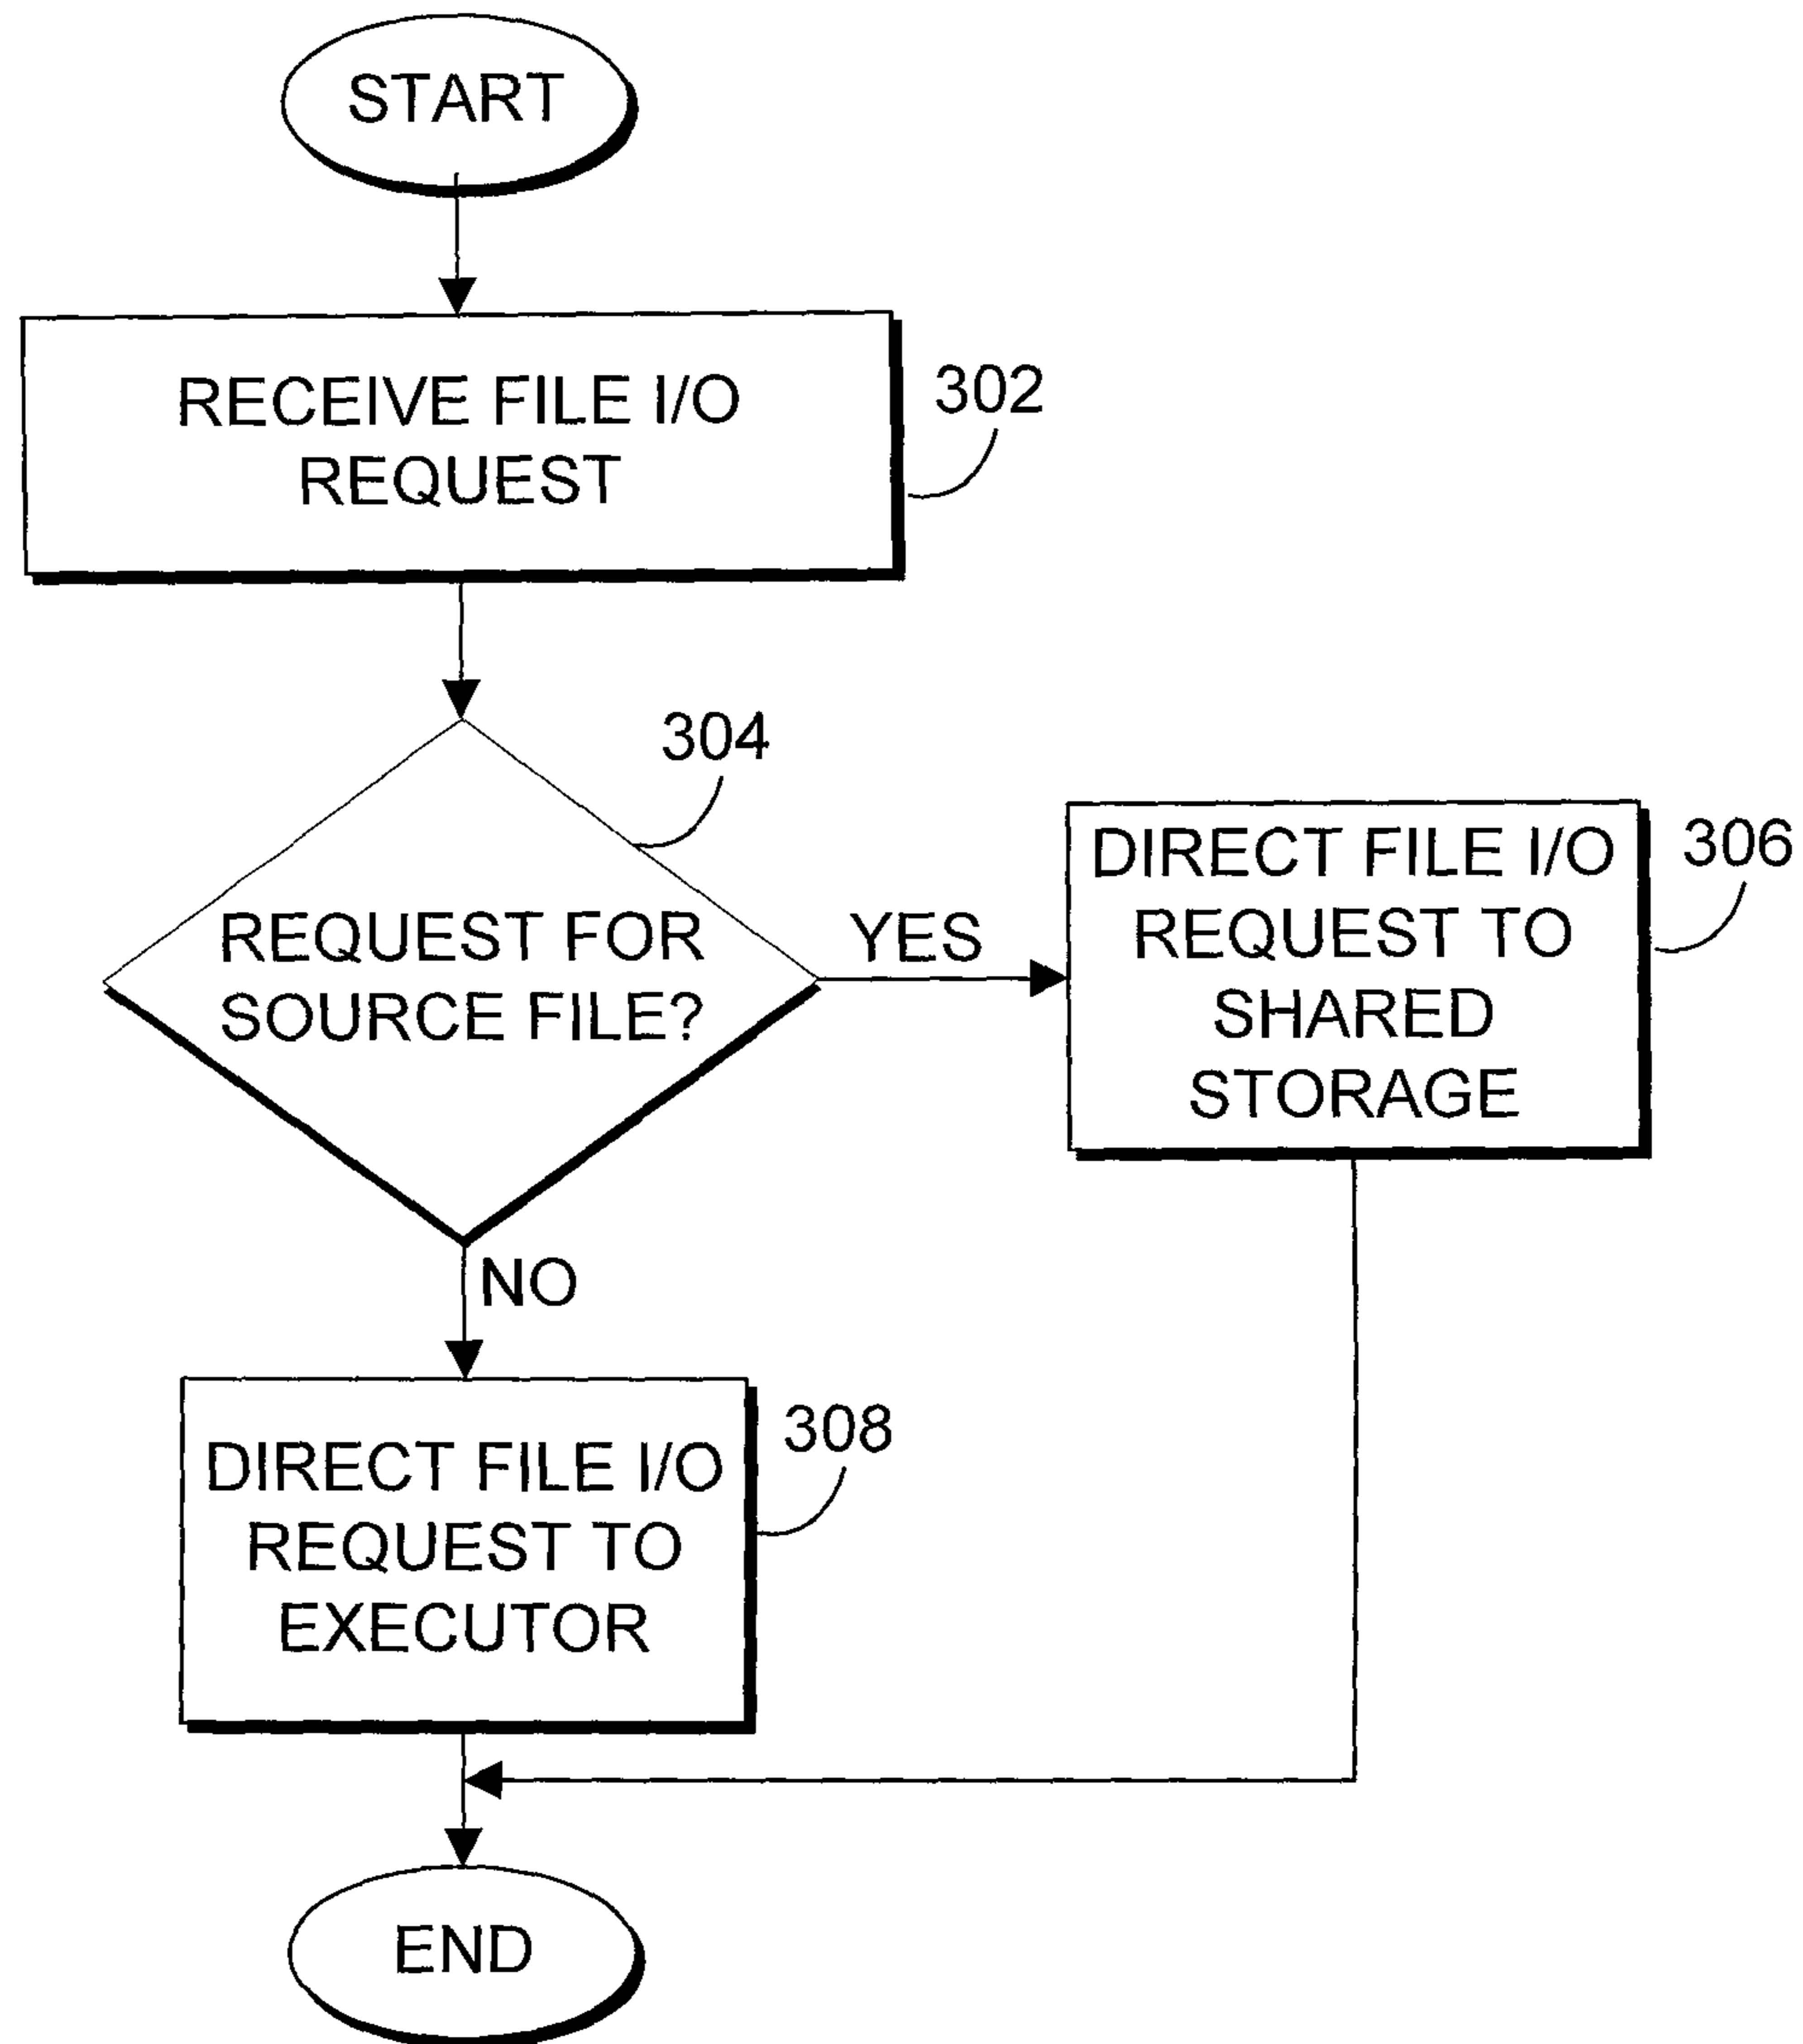 START
RECEIVE FILE I/O
REQUEST
302
304
REQUEST FOR
SOURCE FILE?
YES
DIRECT FILE I/O
REQUEST TO
SHARED
STORAGE
306
NO
DIRECT FILE I/O
REQUEST TO
EXECUTOR
308
END